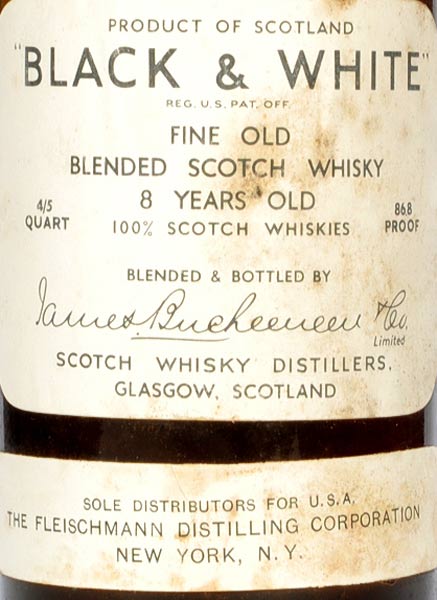 PRODUCT OF SCOTLAND
"BLACK & WHITE"
REG. U.S. PAT. OFF.
FINE OLD
BLENDED SCOTCH WHISKY
8 YEARS OLD
4/5 QUART
100% SCOTCH WHISKIES
86.8 PROOF
BLENDED & BOTTLED BY
James Buchanan & Co.
Limited
SCOTCH WHISKY DISTILLERS,
GLASGOW, SCOTLAND
SOLE DISTRIBUTORS FOR U.S.A.
THE FLEISCHMANN DISTILLING CORPORATION
NEW YORK, N.Y.